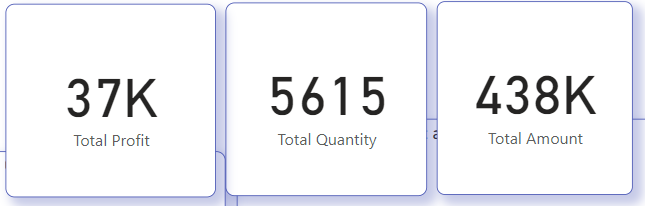 37K
Total Profit
5615
Total Quantity
438K
Total Amount